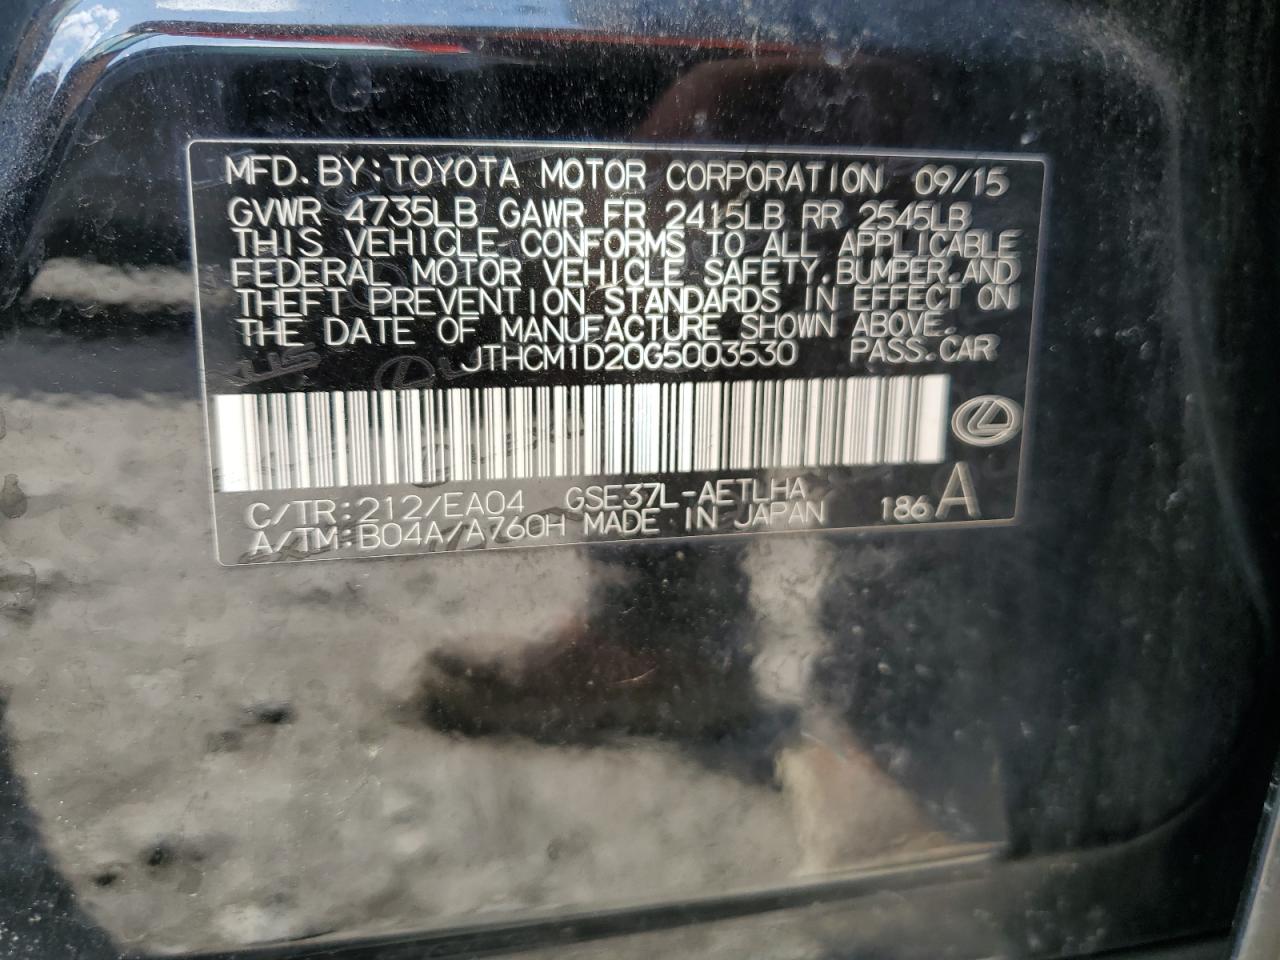 MFD. BY: TOYOTA MOTOR CORPORATION 09/15
GVWR 4735LB GAWR FR 2415LB RR 2545LB
THIS VEHICLE CONFORMS TO ALL APPLICABLE
FEDERAL MOTOR VEHICLE SAFETY, BUMPER, AND
THEFT PREVENTION STANDARDS IN EFFECT ON
THE DATE OF MANUFACTURE SHOWN ABOVE.
JTHCM1D20G5003530 PASS. CAR
C/TR: 212/EA04 GSE37L-AETLHA
A/TM: B04A/A760H MADE IN JAPAN 186 A